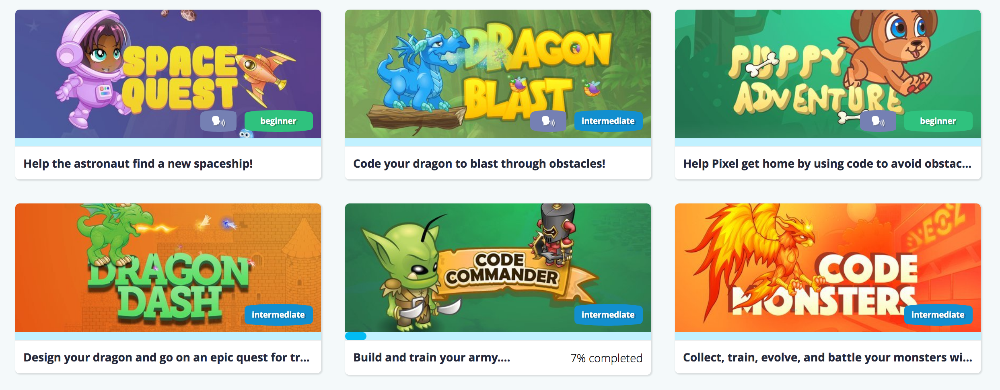 SPACE
QUEST
beginner
Help the astronaut find a new spaceship!
DRAGON
BLAST
intermediate
Code your dragon to blast through obstacles!
PUPPY
ADVENTURE
beginner
Help Pixel get home by using code to avoid obstac...
DRAGON
DASH
intermediate
Design your dragon and go on an epic quest for tr...
CODE
COMMANDER
intermediate
Build and train your army....
7% completed
CODE
MONSTERS
intermediate
Collect, train, evolve, and battle your monsters wi...